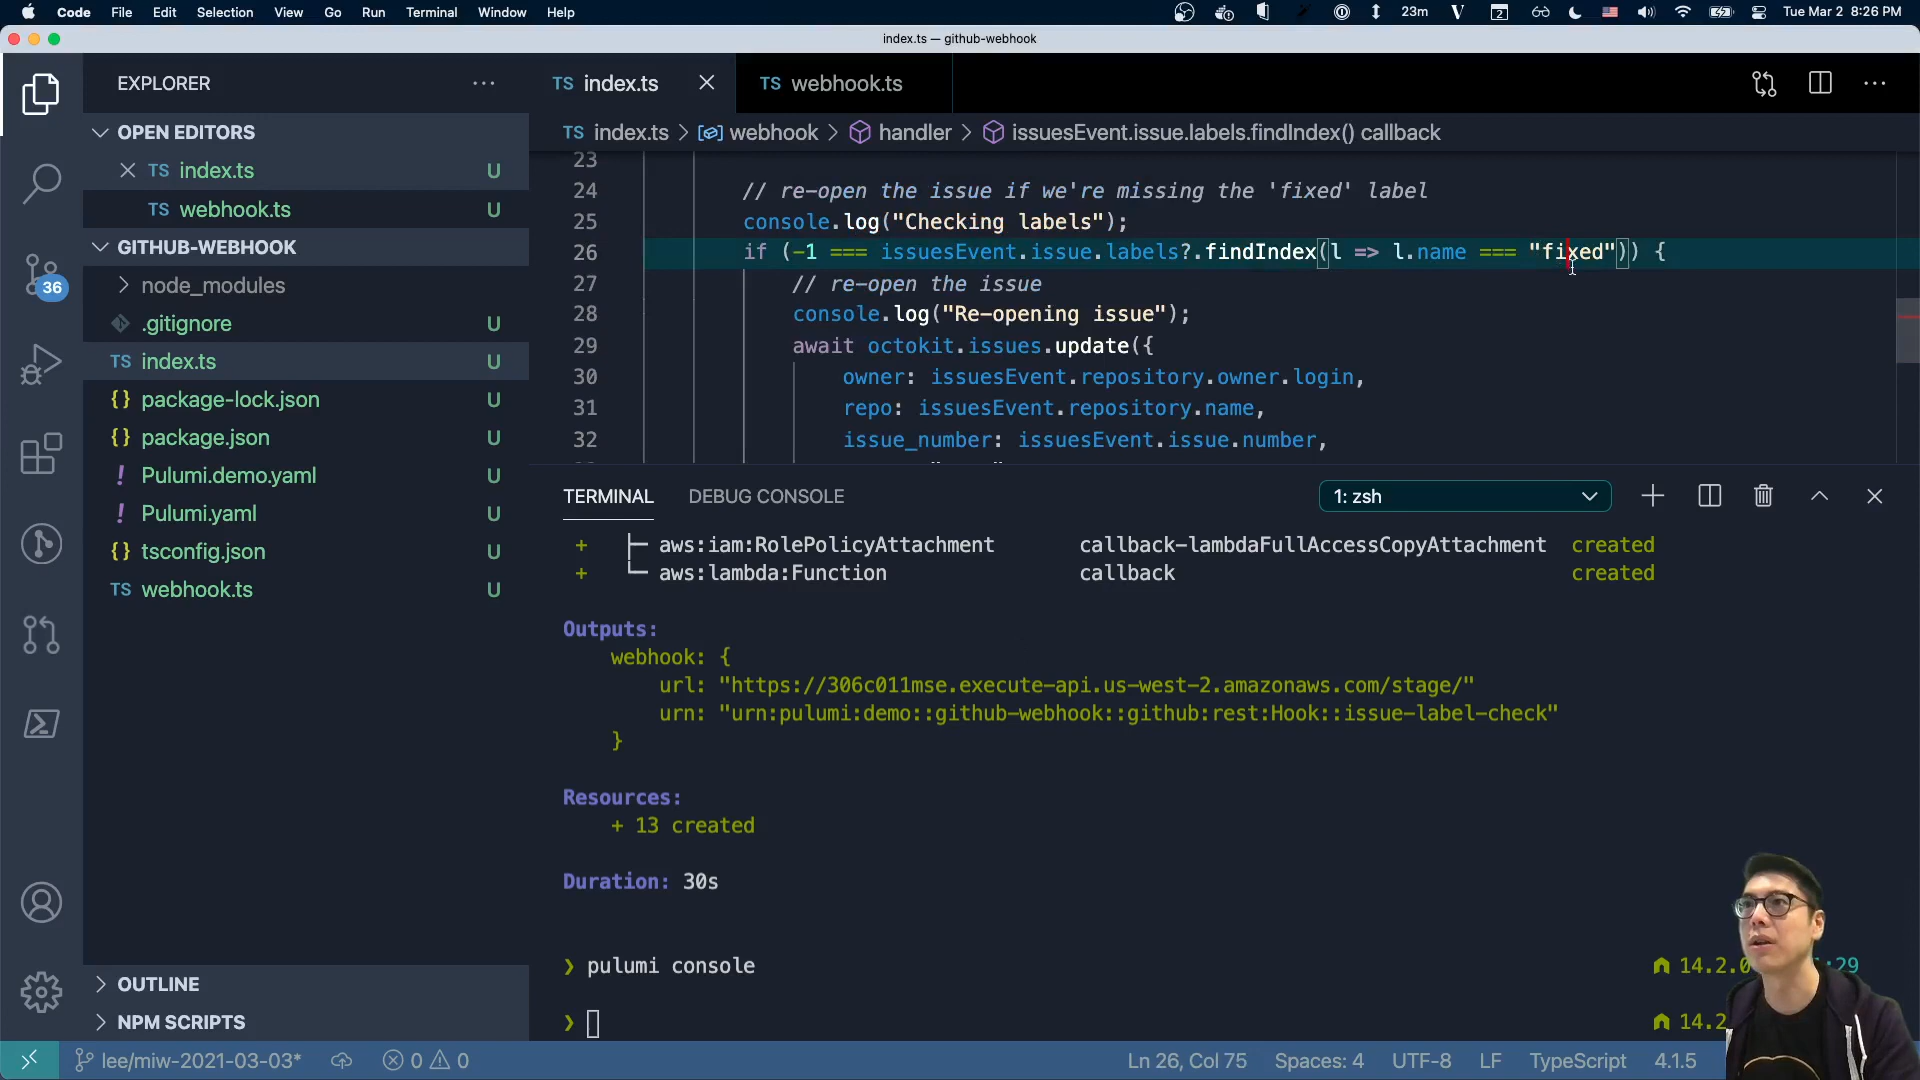 Code File Edit Selection View Go Run Terminal Window Help 23m 2 Tue Mar 2 8:26 PM
index.ts — github-webhook
EXPLORER
TS index.ts
TS webhook.ts
OPEN EDITORS
TS index.ts U
TS webhook.ts U
GITHUB-WEBHOOK
node_modules
.gitignore U
TS index.ts U
{} package-lock.json U
{} package.json U
! Pulumi.demo.yaml U
! Pulumi.yaml U
{} tsconfig.json U
TS webhook.ts U
OUTLINE
NPM SCRIPTS
36
TS index.ts > webhook > handler > issuesEvent.issue.labels.findIndex() callback
23
24 // re-open the issue if we're missing the 'fixed' label
25 console.log("Checking labels");
26 if (-1 === issuesEvent.issue.labels?.findIndex(l => l.name === "fixed")) {
27 // re-open the issue
28 console.log("Re-opening issue");
29 await octokit.issues.update({
30 owner: issuesEvent.repository.owner.login,
31 repo: issuesEvent.repository.name,
32 issue_number: issuesEvent.issue.number,
TERMINAL DEBUG CONSOLE 1: zsh
+ ├─ aws:iam:RolePolicyAttachment callback-lambdaFullAccessCopyAttachment created
+ └─ aws:lambda:Function callback created
Outputs:
webhook: {
url: "https://306c011mse.execute-api.us-west-2.amazonaws.com/stage/"
urn: "urn:pulumi:demo::github-webhook::github:rest:Hook::issue-label-check"
}
Resources:
+ 13 created
Duration: 30s
❯ pulumi console
❯
lee/miw-2021-03-03* 0 0 Ln 26, Col 75 Spaces: 4 UTF-8 LF TypeScript 4.1.5